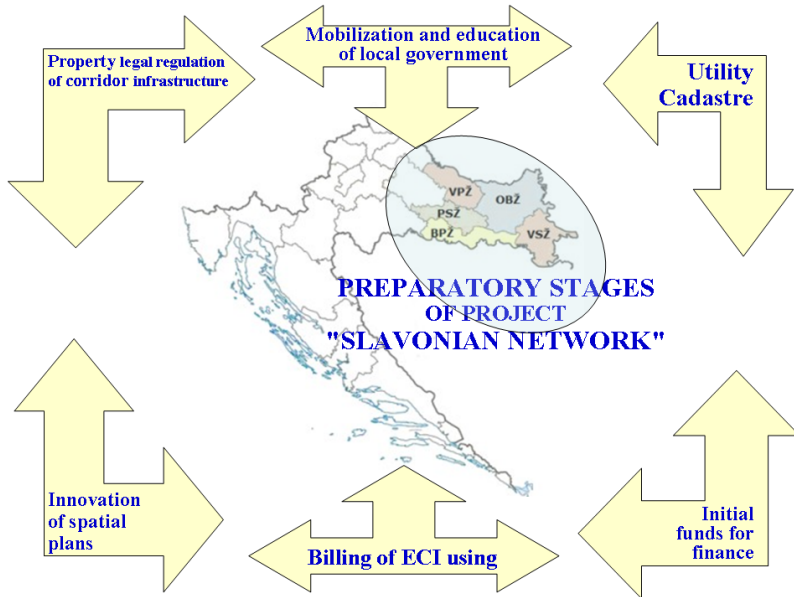 Mobilization and education
of local government
Property legal regulation
of corridor infrastructure
Utility
Cadastre
VPŽ
OBŽ
PSŽ
BPŽ
VSŽ
PREPARATORY STAGES
OF PROJECT
"SLAVONIAN NETWORK"
Innovation
of spatial
plans
Billing of ECI using
Initial
funds for
finance